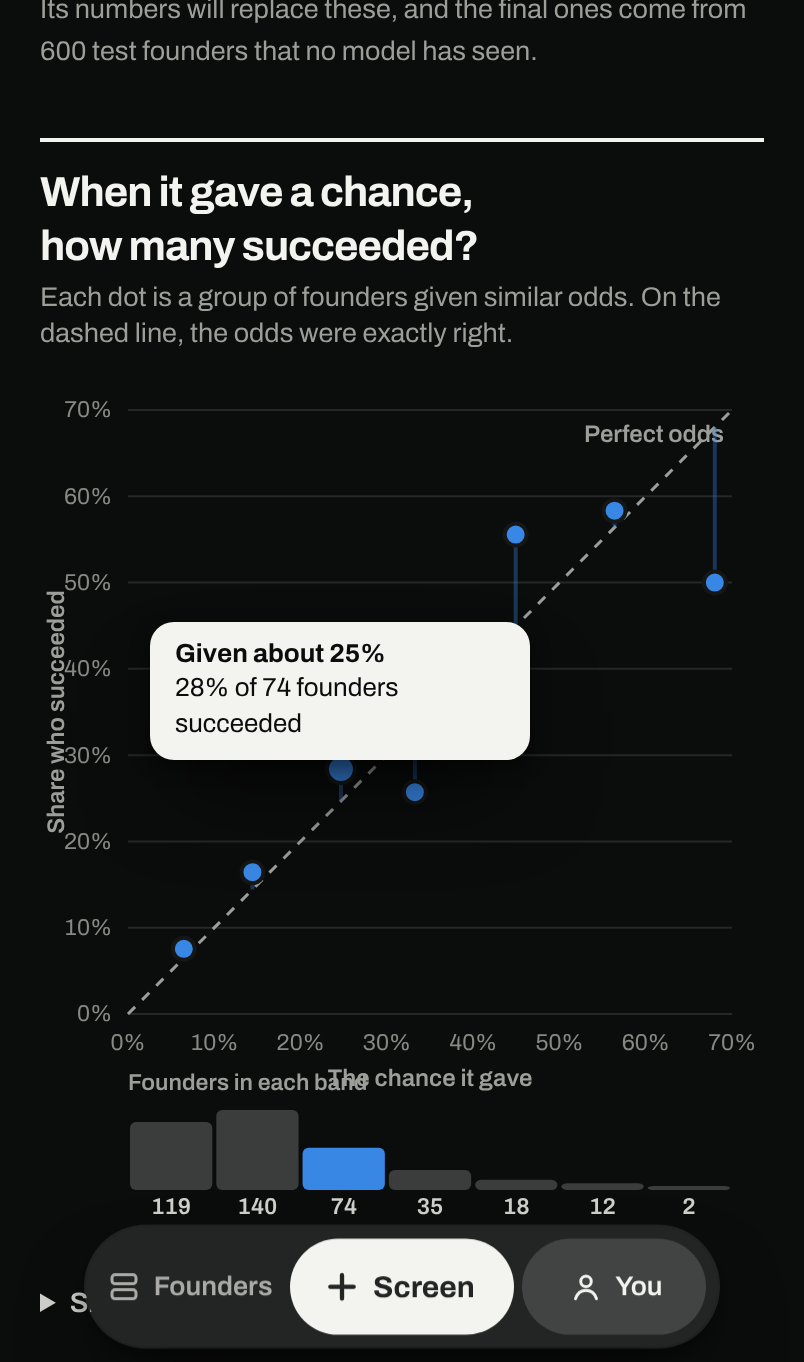 Its numbers will replace these, and the final ones come from
600 test founders that no model has seen.
When it gave a chance,
how many succeeded?
Each dot is a group of founders given similar odds. On the
dashed line, the odds were exactly right.
70%
Perfect odds
60%
50%
Share who succeeded
Given about 25%
28% of 74 founders
succeeded
40%
30%
20%
10%
0%
0% 10% 20% 30% 40% 50% 60% 70%
The chance it gave
Founders in each band
119 140 74 35 18 12 2
Founders
Screen
You